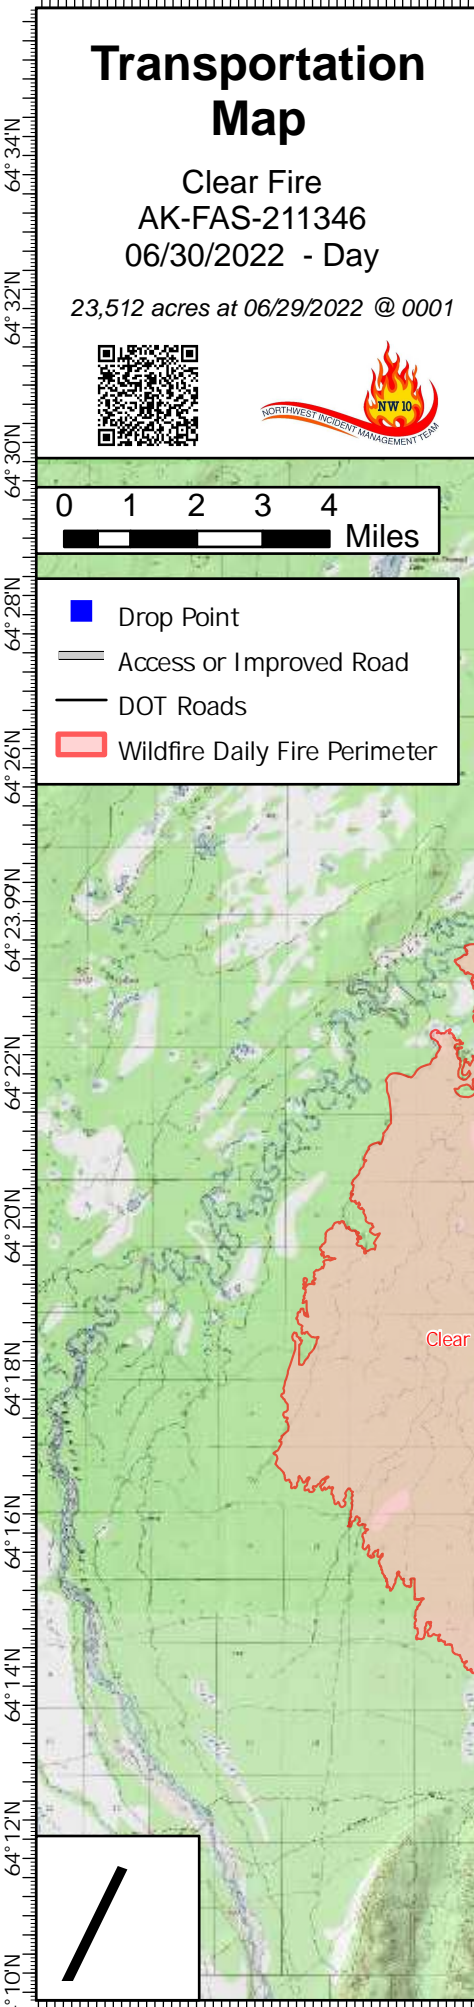 Transportation
Map
Clear Fire
AK-FAS-211346
06/30/2022 - Day
23,512 acres at 06/29/2022 @ 0001
NW 10
NORTHWEST INCIDENT MANAGEMENT TEAM
0 1 2 3 4
Miles
Drop Point
Access or Improved Road
DOT Roads
Wildfire Daily Fire Perimeter
Clear
64°34'N
64°32'N
64°30'N
64°28'N
64°26'N
64°23.99'N
64°22'N
64°20'N
64°18'N
64°16'N
64°14'N
64°12'N
°10'N